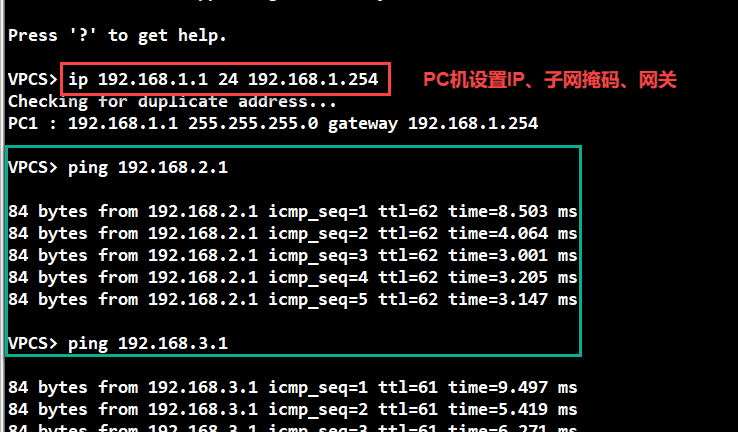 Press '?' to get help.
VPCS> ip 192.168.1.1 24 192.168.1.254 PC机设置IP、子网掩码、网关
Checking for duplicate address...
PC1 : 192.168.1.1 255.255.255.0 gateway 192.168.1.254
VPCS> ping 192.168.2.1
84 bytes from 192.168.2.1 icmp_seq=1 ttl=62 time=8.503 ms
84 bytes from 192.168.2.1 icmp_seq=2 ttl=62 time=4.064 ms
84 bytes from 192.168.2.1 icmp_seq=3 ttl=62 time=3.001 ms
84 bytes from 192.168.2.1 icmp_seq=4 ttl=62 time=3.205 ms
84 bytes from 192.168.2.1 icmp_seq=5 ttl=62 time=3.147 ms
VPCS> ping 192.168.3.1
84 bytes from 192.168.3.1 icmp_seq=1 ttl=61 time=9.497 ms
84 bytes from 192.168.3.1 icmp_seq=2 ttl=61 time=5.419 ms
84 bytes from 192.168.3.1 icmp_seq=3 ttl=61 time=6.271 ms